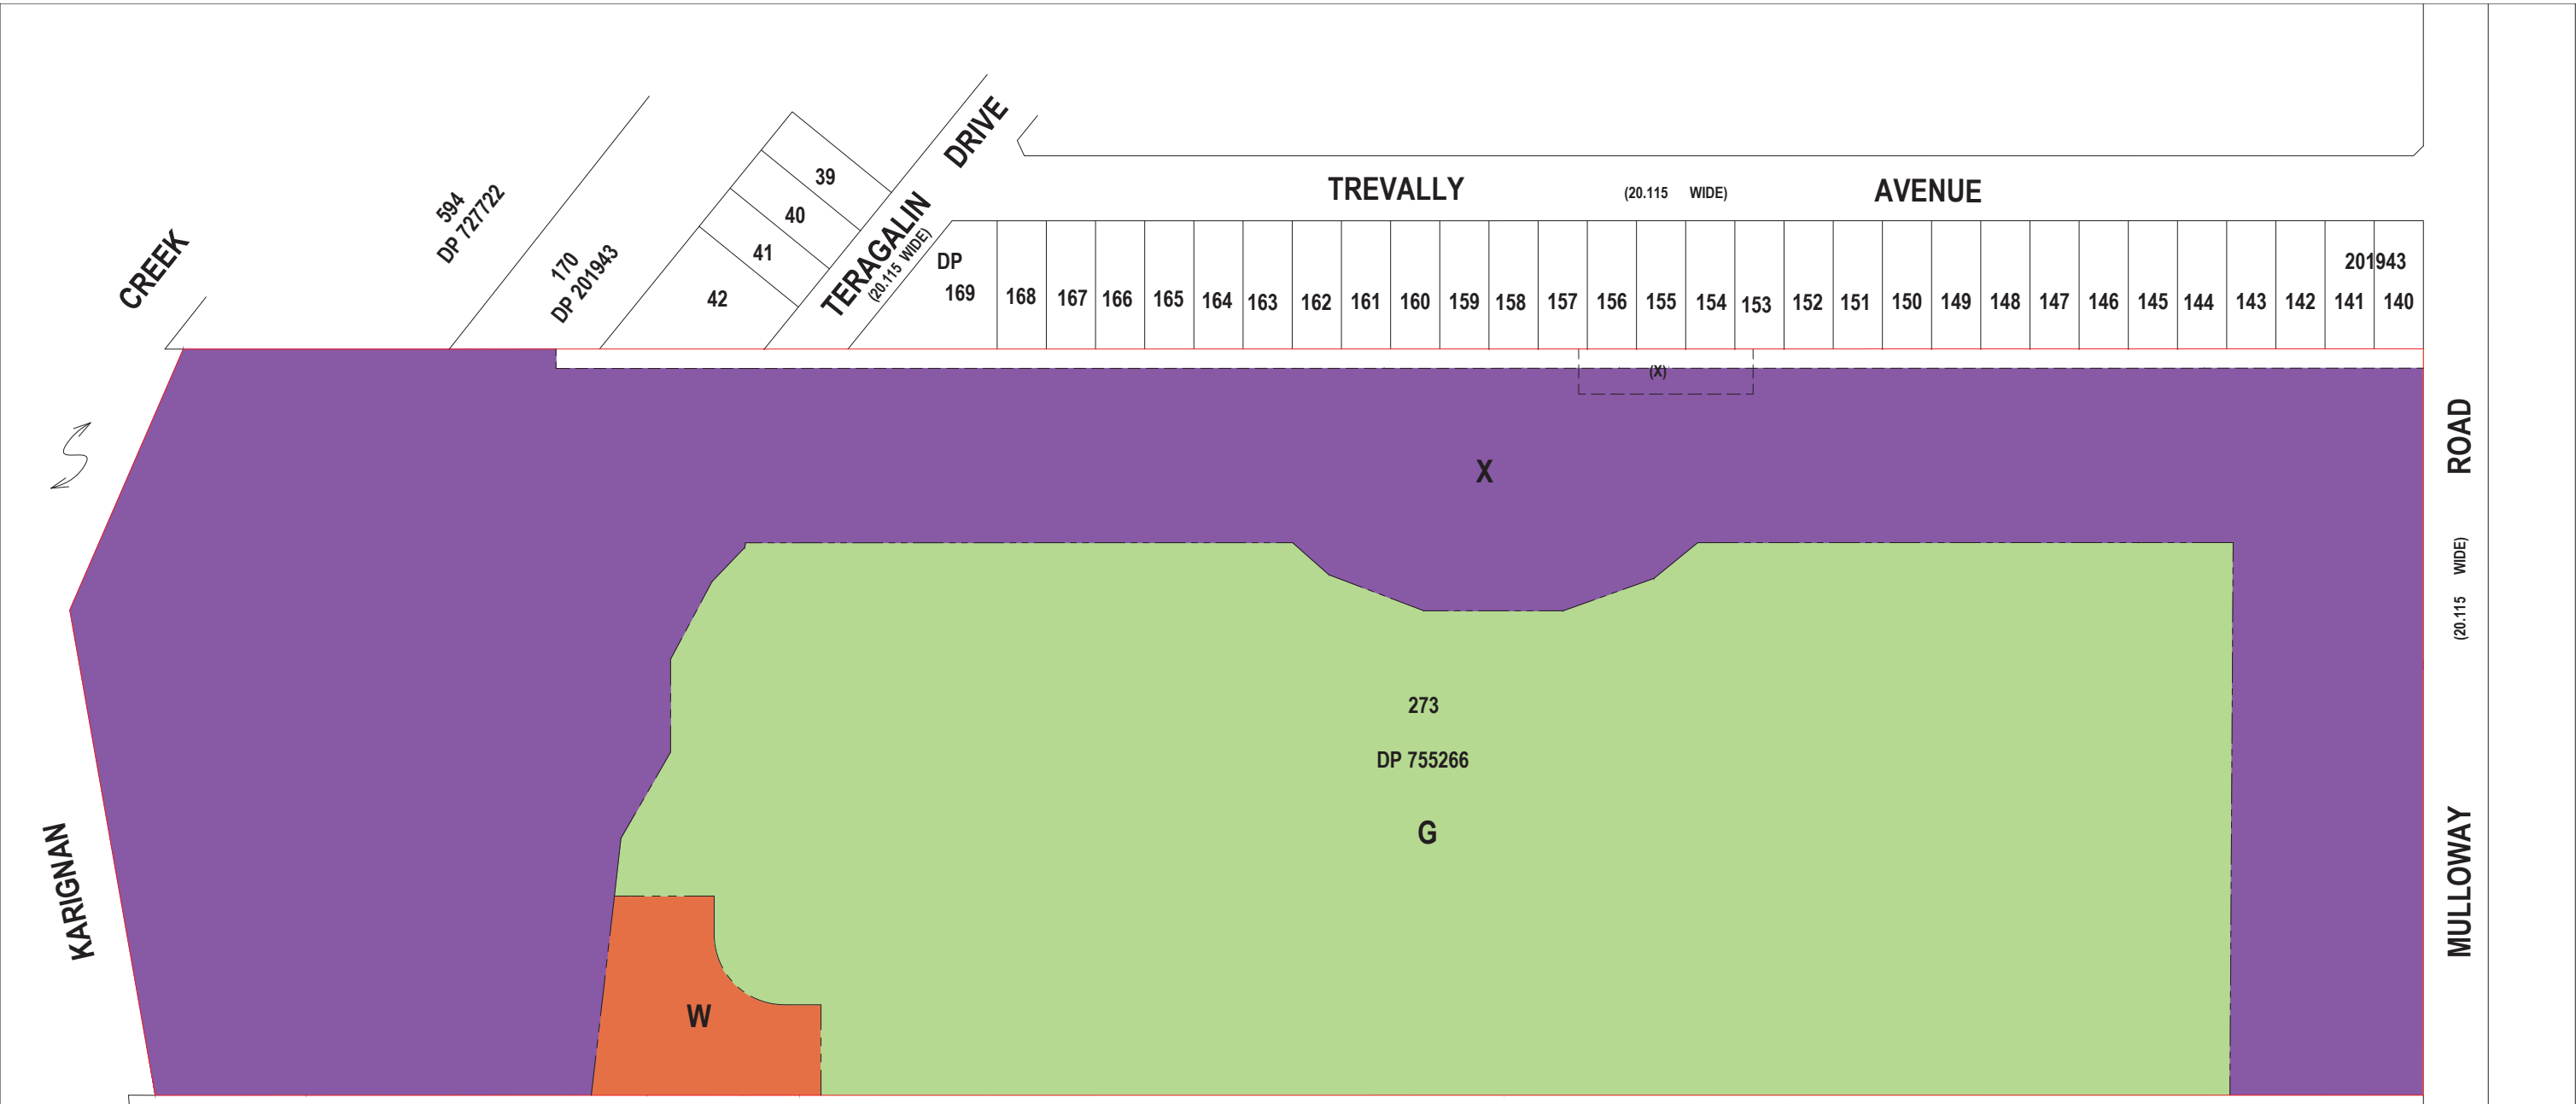 CREEK
594
DP 727722
170
DP 201943
39
40
41
42
TERAGALIN DRIVE
(20.115 WIDE)
TREVALLY (20.115 WIDE) AVENUE
DP 201943
169 168 167 166 165 164 163 162 161 160 159 158 157 156 155 154 153 152 151 150 149 148 147 146 145 144 143 142 141 140
(X)
X
273
DP 755266
G
W
KARIGNAN
MULLOWAY ROAD
(20.115 WIDE)